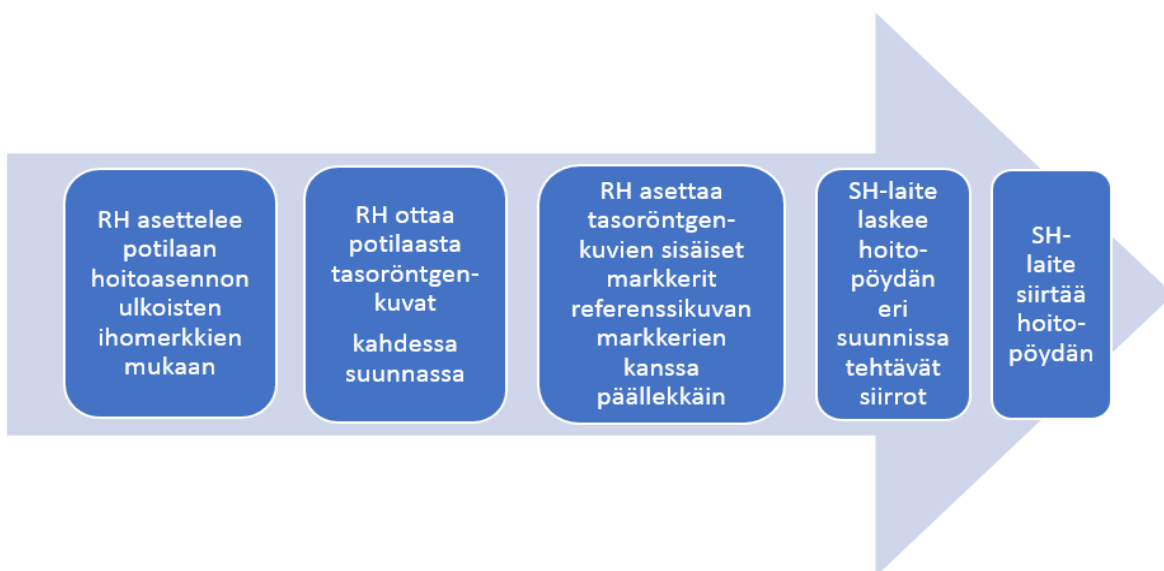 RH asettelee
potilaan
hoitoasennon
ulkoisten
ihomerkkien
mukaan
RH ottaa
potilaasta
tasoröntgen-
kuvat
kahdessa
suunnassa
RH asettaa
tasoröntgen-
kuvien sisäiset
markkerit
referenssikuvan
markkerien
kanssa
päällekkäin
SH-laite
laskee
hoito-
pöydän
eri
suunnissa
tehtävät
siirrot
SH-
laite
siirtää
hoito-
pöydän